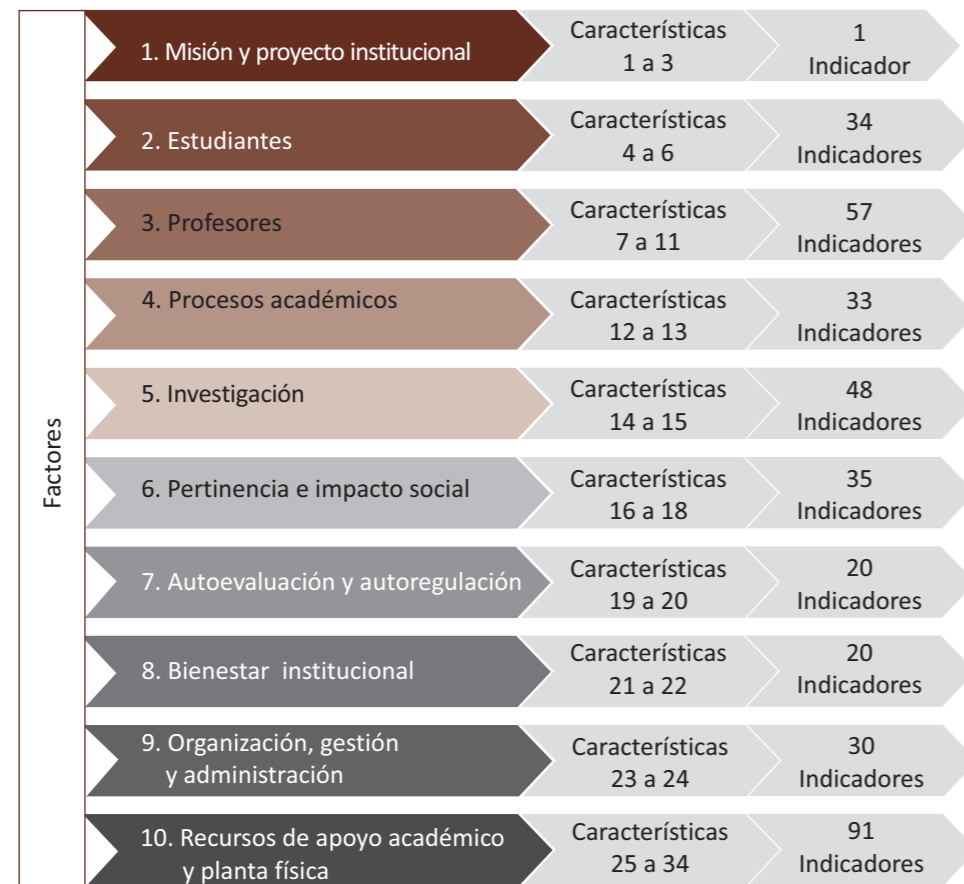 Factores
1. Misión y proyecto institucional
Características
1 a 3
1
Indicador
2. Estudiantes
Características
4 a 6
34
Indicadores
3. Profesores
Características
7 a 11
57
Indicadores
4. Procesos académicos
Características
12 a 13
33
Indicadores
5. Investigación
Características
14 a 15
48
Indicadores
6. Pertinencia e impacto social
Características
16 a 18
35
Indicadores
7. Autoevaluación y autoregulación
Características
19 a 20
20
Indicadores
8. Bienestar institucional
Características
21 a 22
20
Indicadores
9. Organización, gestión
y administración
Características
23 a 24
30
Indicadores
10. Recursos de apoyo académico
y planta física
Características
25 a 34
91
Indicadores